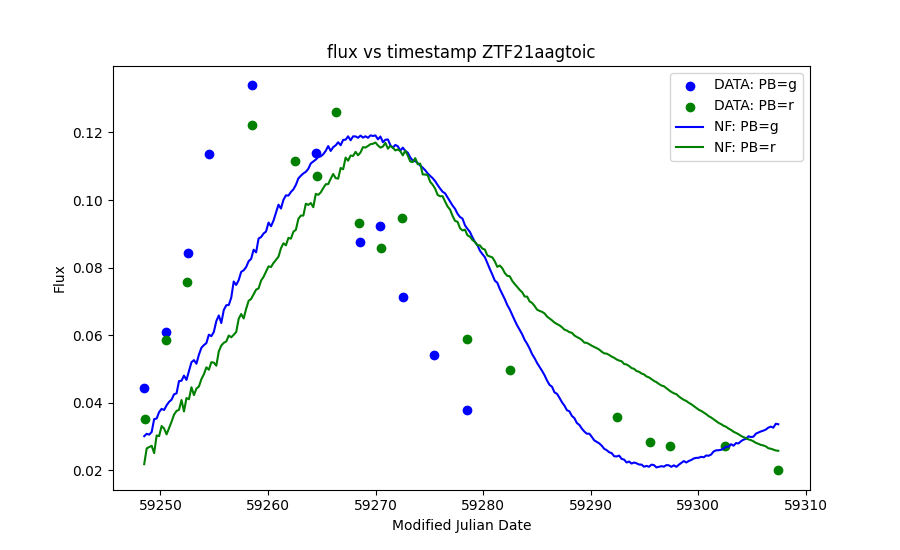 flux vs timestamp ZTF21aagtoic
DATA: PB=g
DATA: PB=r
NF: PB=g
NF: PB=r
0.12
0.10
0.08
0.06
0.04
0.02
Flux
59250 59260 59270 59280 59290 59300 59310
Modified Julian Date